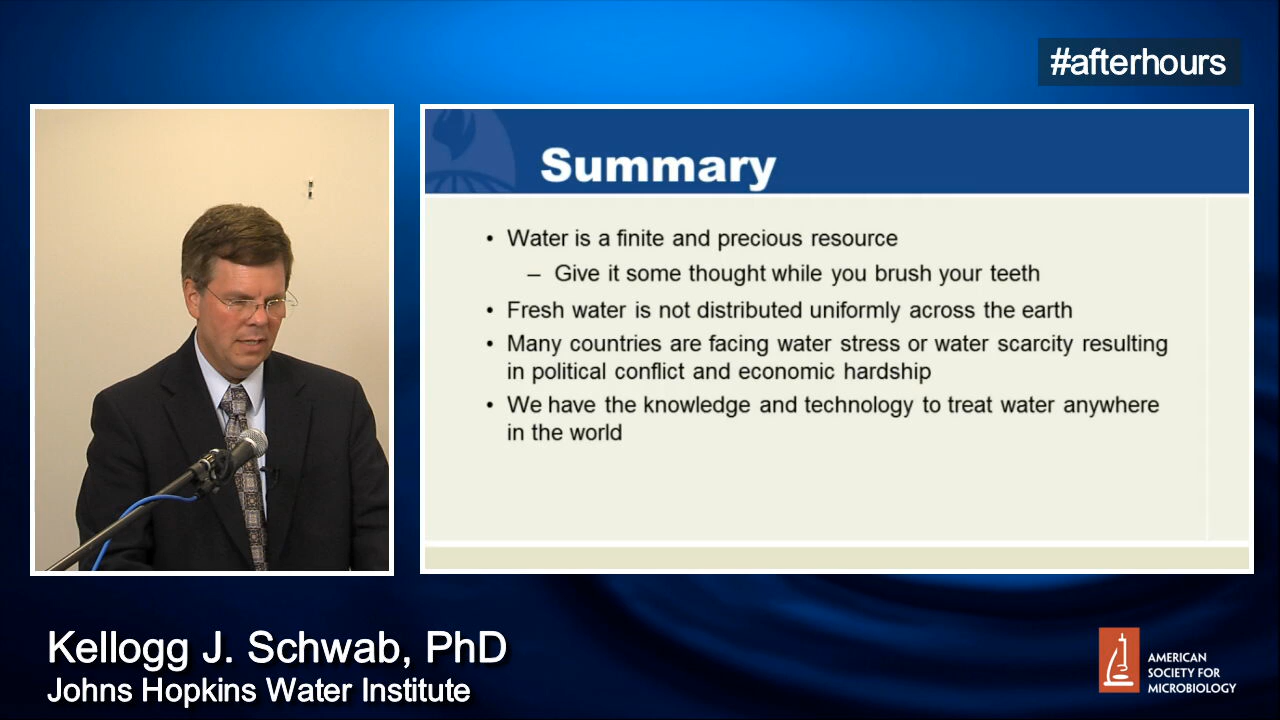 #afterhours
Summary
• Water is a finite and precious resource
– Give it some thought while you brush your teeth
• Fresh water is not distributed uniformly across the earth
• Many countries are facing water stress or water scarcity resulting
in political conflict and economic hardship
• We have the knowledge and technology to treat water anywhere
in the world
Kellogg J. Schwab, PhD
Johns Hopkins Water Institute
AMERICAN
SOCIETY FOR
MICROBIOLOGY